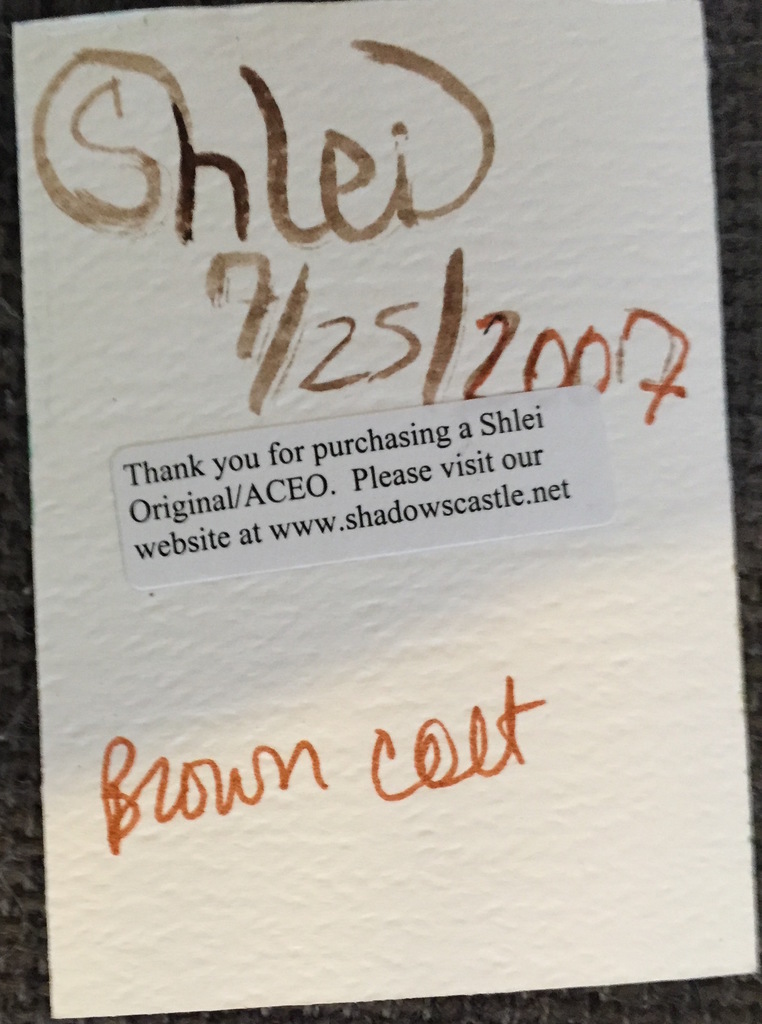 Shlei
7/25/2007
Thank you for purchasing a Shlei
Original/ACEO. Please visit our
website at www.shadowscastle.net
Brown colt